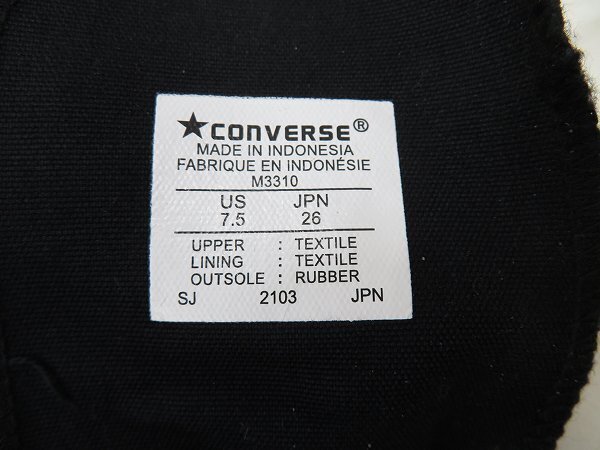 ★CONVERSE®
MADE IN INDONESIA
FABRIQUE EN iNDONÉSIE
M3310
US JPN
7.5 26
UPPER : TEXTILE
LINING : TEXTILE
OUTSOLE : RUBBER
SJ 2103 JPN